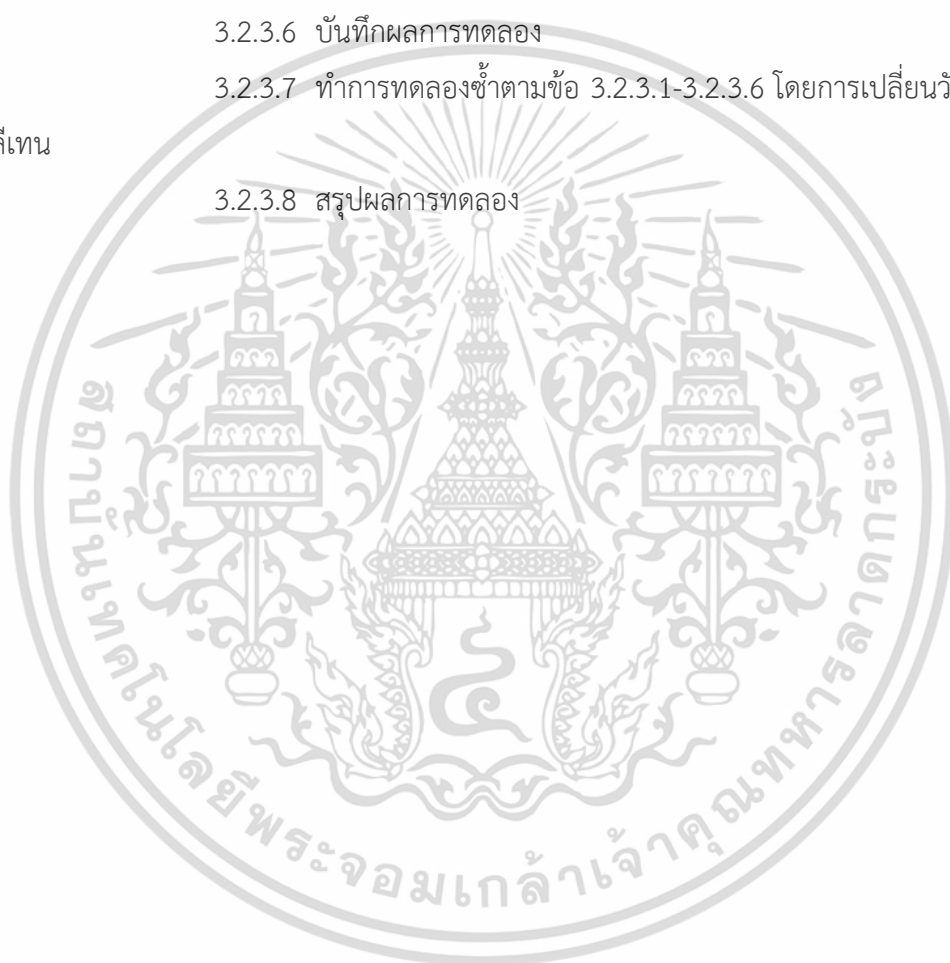 3.2.3.6 บันทึกผลการทดลอง
3.2.3.7 ทำการทดลองซ้ำตามข้อ 3.2.3.1-3.2.3.6 โดยการเปลี่ยนวั
ลีเทน
3.2.3.8 สรุปผลการทดลอง
สถาบันเทคโนโลยีพระจอมเกล้าเจ้าคุณทหารลาดกระบัง
๔